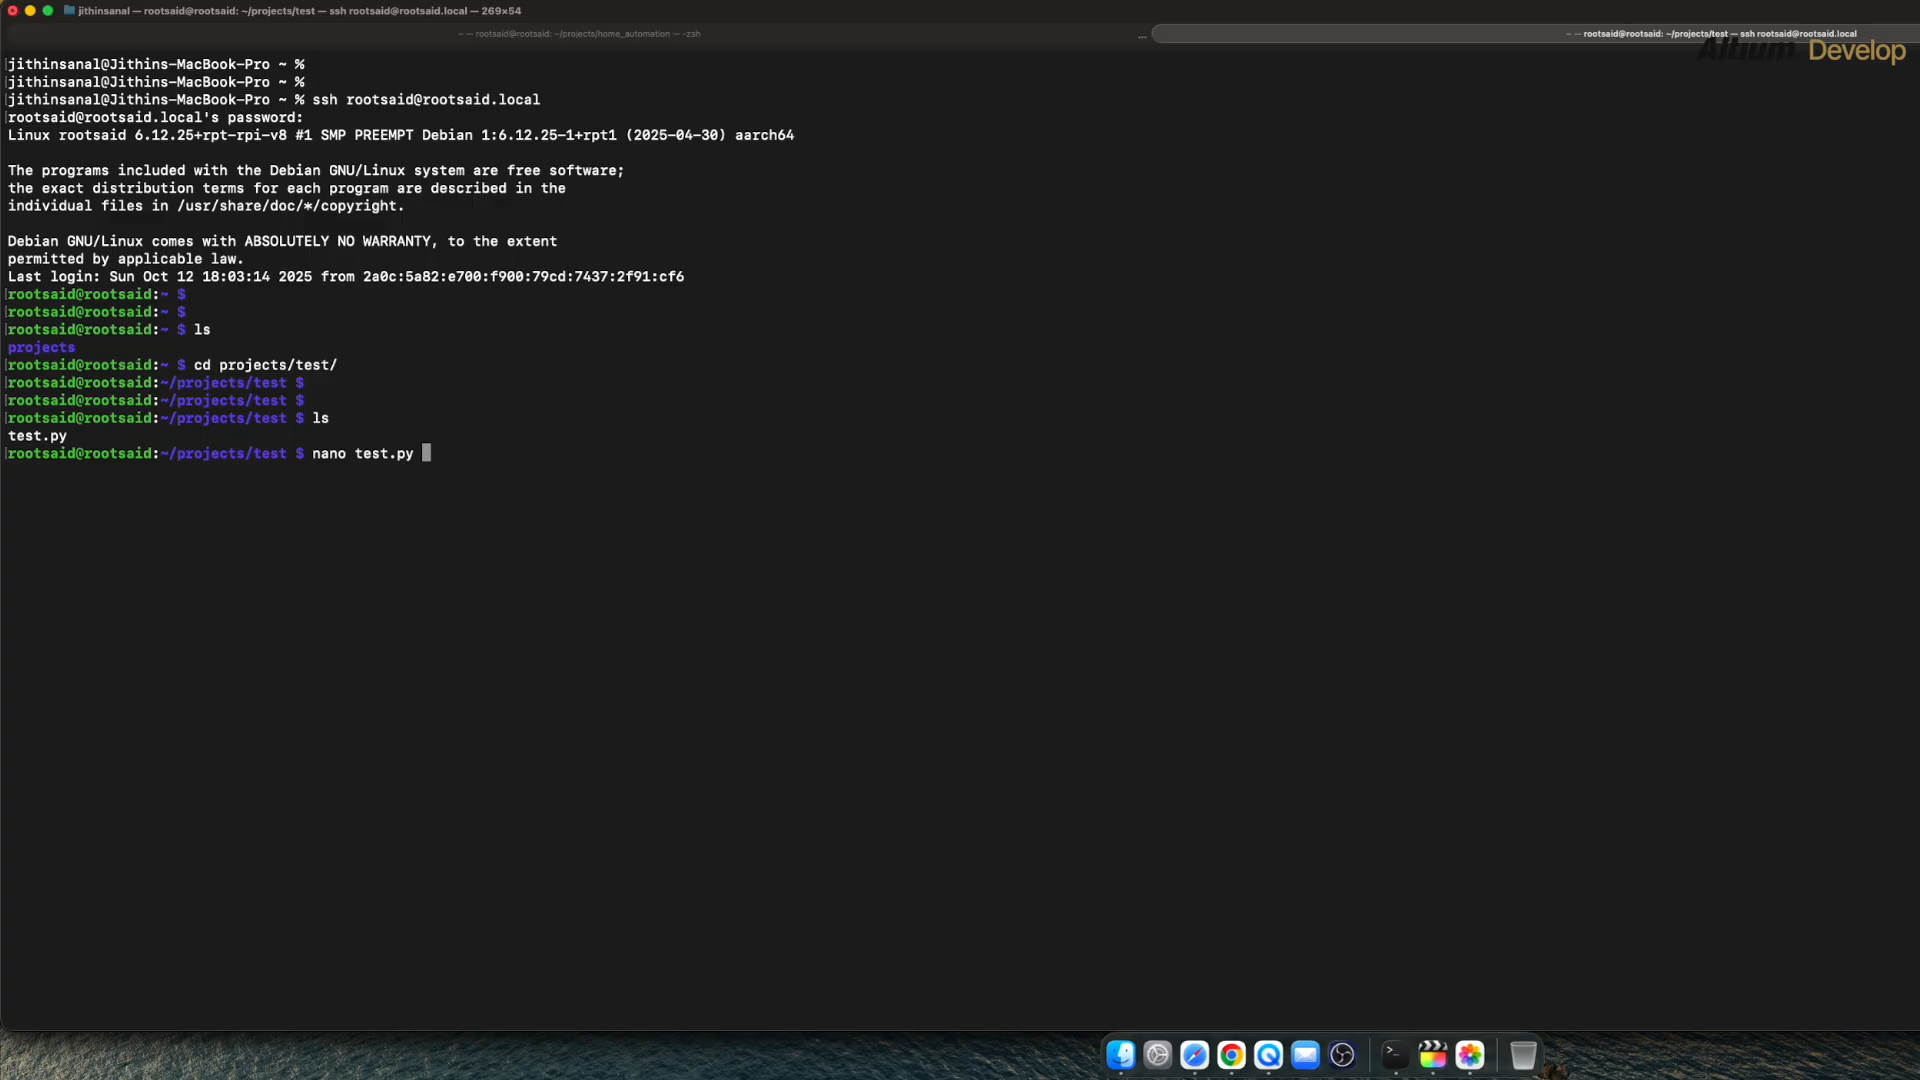 jithinsanal — rootsaid@rootsaid: ~/projects/test — ssh rootsaid@rootsaid.local — 269×54
~ — rootsaid@rootsaid: ~/projects/home_automation — -zsh
... ~ — rootsaid@rootsaid: ~/projects/test — ssh rootsaid@rootsaid.local
Altium Develop
jithinsanal@Jithins-MacBook-Pro ~ %
jithinsanal@Jithins-MacBook-Pro ~ %
jithinsanal@Jithins-MacBook-Pro ~ % ssh rootsaid@rootsaid.local
rootsaid@rootsaid.local's password:
Linux rootsaid 6.12.25+rpt-rpi-v8 #1 SMP PREEMPT Debian 1:6.12.25-1+rpt1 (2025-04-30) aarch64
The programs included with the Debian GNU/Linux system are free software;
the exact distribution terms for each program are described in the
individual files in /usr/share/doc/*/copyright.
Debian GNU/Linux comes with ABSOLUTELY NO WARRANTY, to the extent
permitted by applicable law.
Last login: Sun Oct 12 18:03:14 2025 from 2a0c:5a82:e700:f900:79cd:7437:2f91:cf6
rootsaid@rootsaid:~ $
rootsaid@rootsaid:~ $
rootsaid@rootsaid:~ $ ls
projects
rootsaid@rootsaid:~ $ cd projects/test/
rootsaid@rootsaid:~/projects/test $
rootsaid@rootsaid:~/projects/test $
rootsaid@rootsaid:~/projects/test $ ls
test.py
rootsaid@rootsaid:~/projects/test $ nano test.py